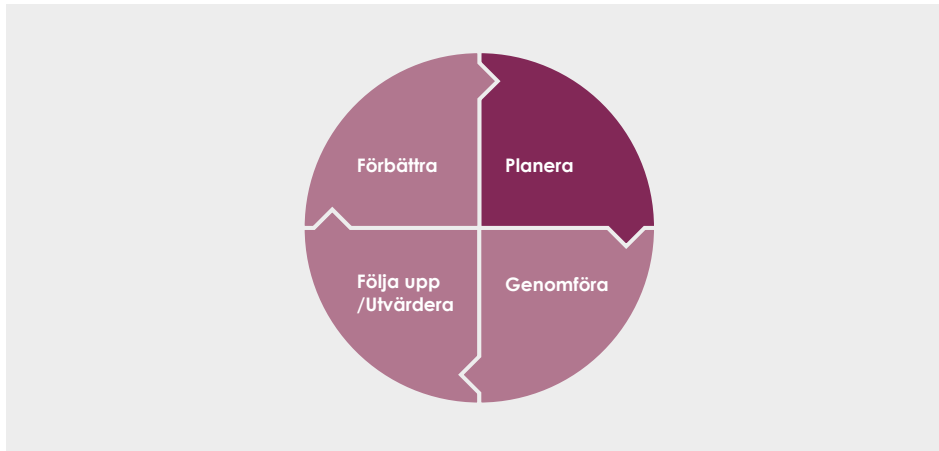 Förbättra
Planera
Följa upp
/Utvärdera
Genomföra